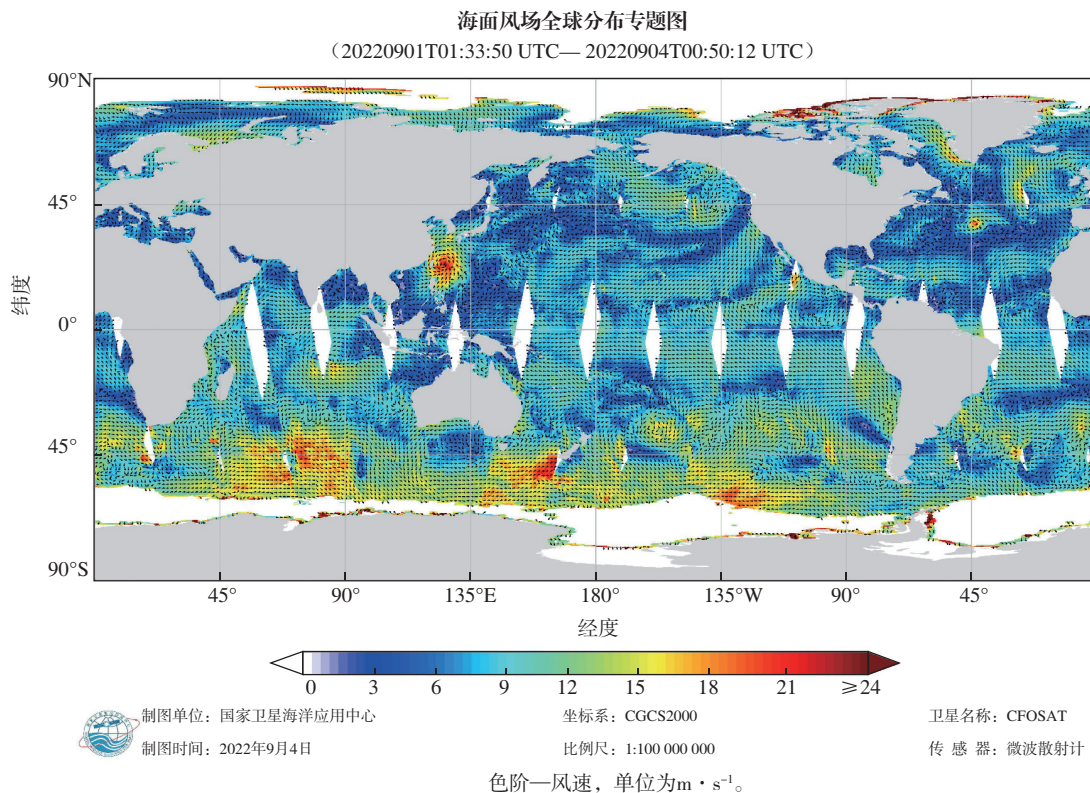 海面风场全球分布专题图
（20220901T01:33:50 UTC— 20220904T00:50:12 UTC）
90°N
45°
0°
45°
90°S
纬度
45° 90° 135°E 180° 135°W 90° 45°
经度
0 3 6 9 12 15 18 21 ≥24
制图单位：国家卫星海洋应用中心 坐标系：CGCS2000 卫星名称：CFOSAT
制图时间：2022年9月4日 比例尺：1:100 000 000 传 感 器：微波散射计
色阶—风速，单位为m · s⁻¹。